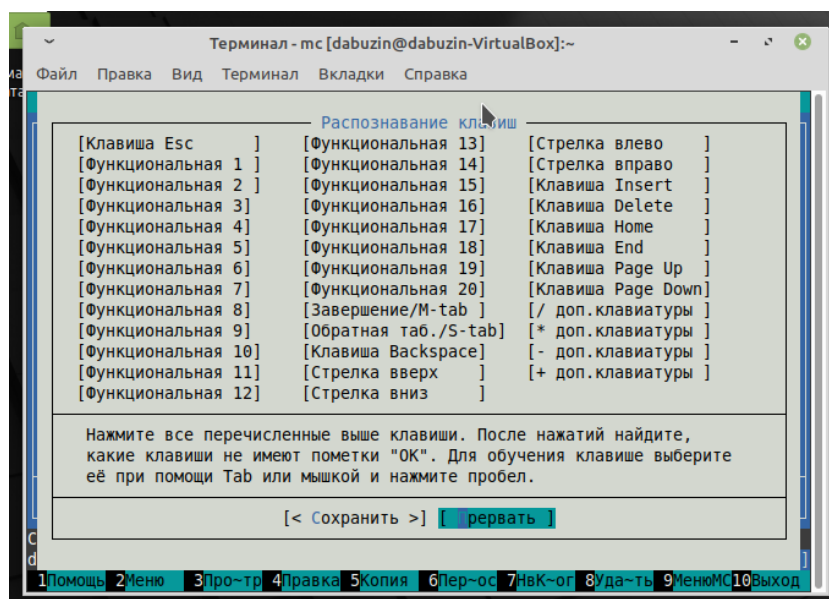 Терминал - mc [dabuzin@dabuzin-VirtualBox]:~
Файл Правка Вид Терминал Вкладки Справка
Распознавание клавиш
[Клавиша Esc ] [Функциональная 13] [Стрелка влево ]
[Функциональная 1 ] [Функциональная 14] [Стрелка вправо ]
[Функциональная 2 ] [Функциональная 15] [Клавиша Insert ]
[Функциональная 3] [Функциональная 16] [Клавиша Delete ]
[Функциональная 4] [Функциональная 17] [Клавиша Home ]
[Функциональная 5] [Функциональная 18] [Клавиша End ]
[Функциональная 6] [Функциональная 19] [Клавиша Page Up ]
[Функциональная 7] [Функциональная 20] [Клавиша Page Down]
[Функциональная 8] [Завершение/M-tab ] [/ доп.клавиатуры ]
[Функциональная 9] [Обратная таб./S-tab] [* доп.клавиатуры ]
[Функциональная 10] [Клавиша Backspace] [- доп.клавиатуры ]
[Функциональная 11] [Стрелка вверх ] [+ доп.клавиатуры ]
[Функциональная 12] [Стрелка вниз ]
Нажмите все перечисленные выше клавиши. После нажатий найдите,
какие клавиши не имеют пометки "OK". Для обучения клавише выберите
её при помощи Tab или мышкой и нажмите пробел.
[< Сохранить >] [ Прервать ]
1Помощь 2Меню 3Про~тр 4Правка 5Копия 6Пер~ос 7НвК~ог 8Уда~ть 9МенюMC 10Выход